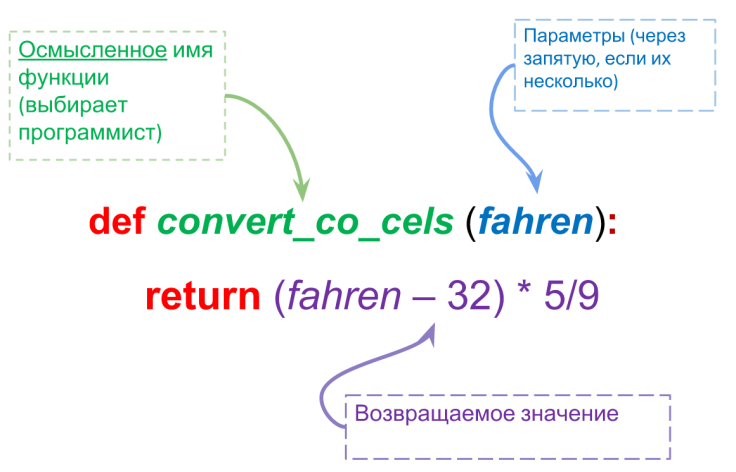 Осмысленное имя
функции
(выбирает
программист)
Параметры (через
запятую, если их
несколько)
def convert_co_cels (fahren):
return (fahren – 32) * 5/9
Возвращаемое значение